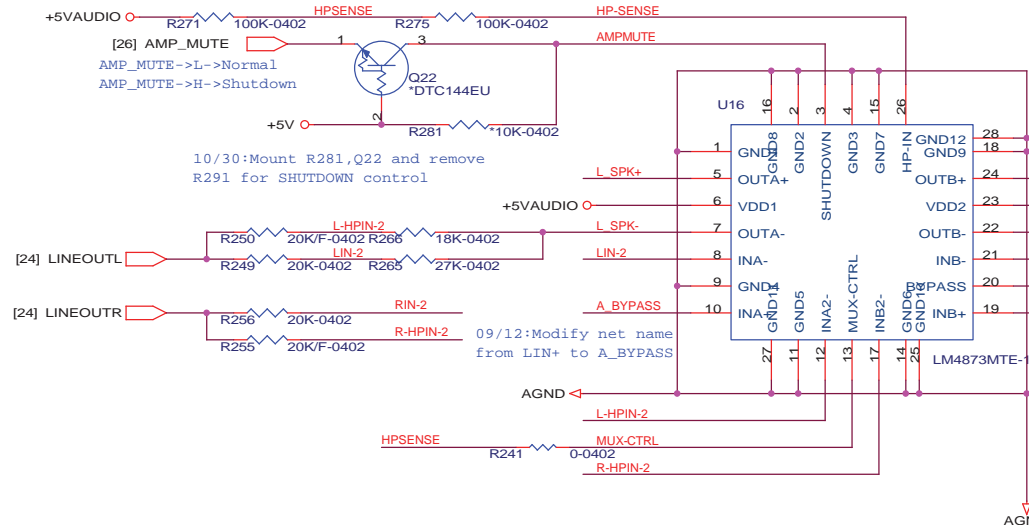 +5VAUDIO
R271
100K-0402
HPSENSE
R275
100K-0402
HP-SENSE
[26] AMP_MUTE
1
3
AMPMUTE
AMP_MUTE->L->Normal
AMP_MUTE->H->Shutdown
Q22
*DTC144EU
2
+5V
R281
*10K-0402
10/30:Mount R281,Q22 and remove
R291 for SHUTDOWN control
U16
16
2
3
4
15
26
GND8
GND2
SHUTDOWN
GND3
GND7
HP-IN
1
GND1
GND12
28
GND9
18
L_SPK+
5
OUTA+
OUTB+
24
+5VAUDIO
6
VDD1
VDD2
23
R250
20K/F-0402
L-HPIN-2
R266
18K-0402
L_SPK-
7
OUTA-
OUTB-
22
[24] LINEOUTL
R249
20K-0402
LIN-2
R265
27K-0402
LIN-2
8
INA-
INB-
21
9
GND4
BYPASS
20
[24] LINEOUTR
R256
20K-0402
RIN-2
A_BYPASS
10
INA+
INB+
19
R255
20K/F-0402
R-HPIN-2
09/12:Modify net name
from LIN+ to A_BYPASS
GND11
GND5
INA2-
MUX-CTRL
INB2-
GND6
27
11
12
13
17
14
25
LM4873MTE-1
AGND
L-HPIN-2
HPSENSE
R241
0-0402
MUX-CTRL
R-HPIN-2